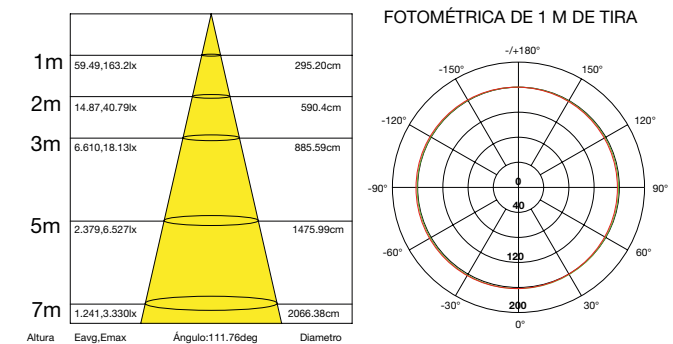 FOTOMÉTRICA DE 1 M DE TIRA
1m 59.49,163.2lx 295.20cm
2m 14.87,40.79lx 590.4cm
3m 6.610,18.13lx 885.59cm
5m 2.379,6.527lx 1475.99cm
7m 1.241,3.330lx 2066.38cm
Altura Eavg,Emax Ángulo:111.76deg Diametro
-/+180°
-150° 150°
-120° 120°
-90° 90°
-60° 60°
-30° 30°
0°
0
40
120
200